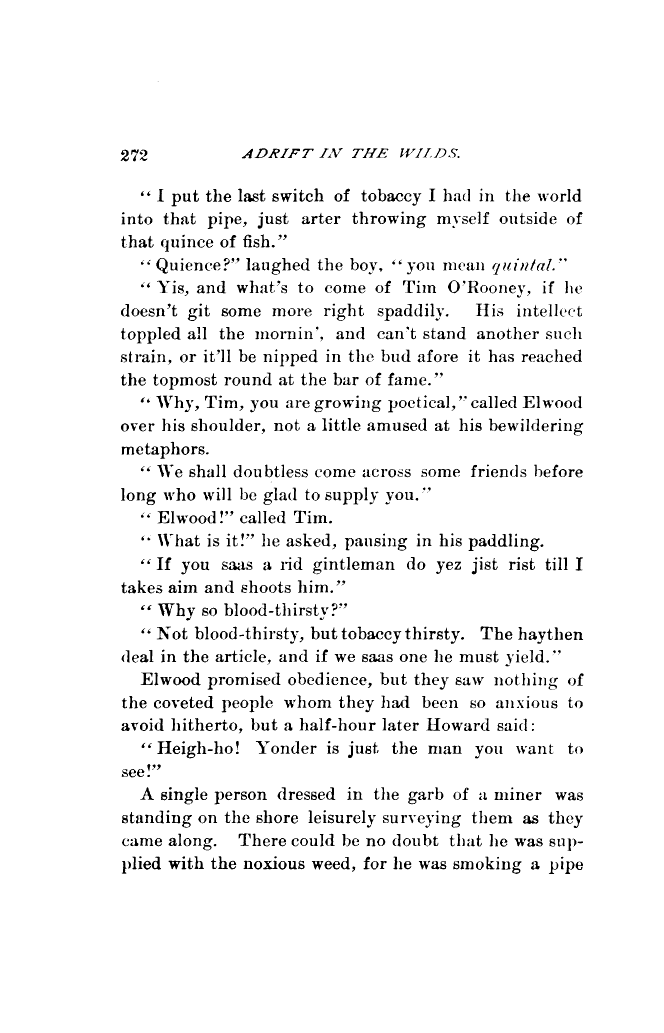 272 ADRIFT IN THE WILDS.
“I put the last switch of tobaccy I had in the world
into that pipe, just arter throwing myself outside of
that quince of fish.”
“Quience?” laughed the boy, “you mean quintal.”
“Yis, and what's to come of Tim O'Rooney, if he
doesn't git some more right spaddily. His intellect
toppled all the mornin', and can't stand another such
strain, or it'll be nipped in the bud afore it has reached
the topmost round at the bar of fame.”
“Why, Tim, you are growing poetical,” called Elwood
over his shoulder, not a little amused at his bewildering
metaphors.
“We shall doubtless come across some friends before
long who will be glad to supply you.”
“Elwood!” called Tim.
“What is it!” he asked, pausing in his paddling.
“If you saas a rid gintleman do yez jist rist till I
takes aim and shoots him.”
“Why so blood-thirsty?”
“Not blood-thirsty, but tobaccy thirsty. The haythen
deal in the article, and if we saas one he must yield.”
Elwood promised obedience, but they saw nothing of
the coveted people whom they had been so anxious to
avoid hitherto, but a half-hour later Howard said:
“Heigh-ho! Yonder is just the man you want to
see!”
A single person dressed in the garb of a miner was
standing on the shore leisurely surveying them as they
came along. There could be no doubt that he was sup-
plied with the noxious weed, for he was smoking a pipe